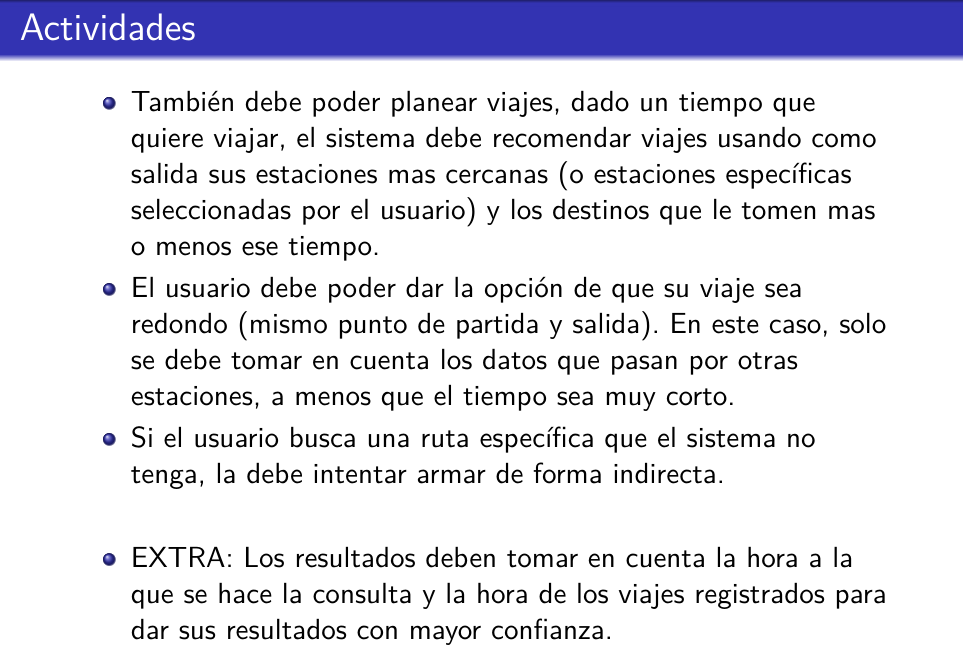 Actividades
También debe poder planear viajes, dado un tiempo que
quiere viajar, el sistema debe recomendar viajes usando como
salida sus estaciones mas cercanas (o estaciones específicas
seleccionadas por el usuario) y los destinos que le tomen mas
o menos ese tiempo.
El usuario debe poder dar la opción de que su viaje sea
redondo (mismo punto de partida y salida). En este caso, solo
se debe tomar en cuenta los datos que pasan por otras
estaciones, a menos que el tiempo sea muy corto.
Si el usuario busca una ruta específica que el sistema no
tenga, la debe intentar armar de forma indirecta.
EXTRA: Los resultados deben tomar en cuenta la hora a la
que se hace la consulta y la hora de los viajes registrados para
dar sus resultados con mayor confianza.